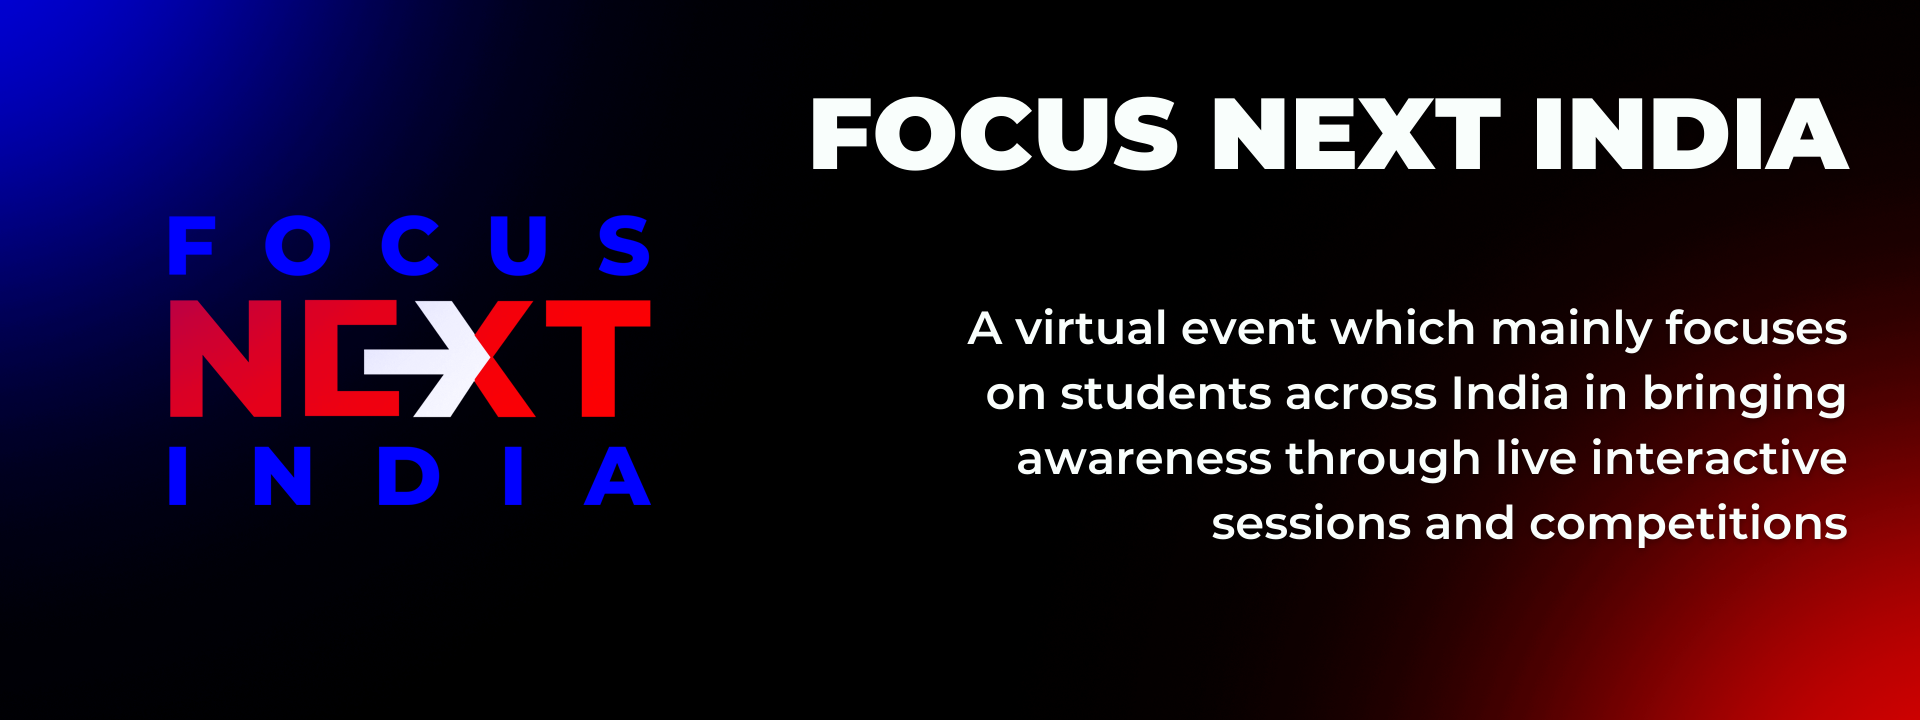 FOCUS
NEXT
INDIA
FOCUS NEXT INDIA
A virtual event which mainly focuses
on students across India in bringing
awareness through live interactive
sessions and competitions